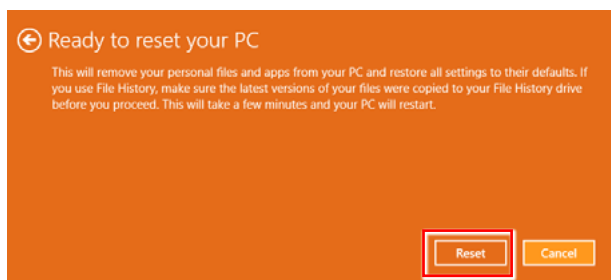 Ready to reset your PC
This will remove your personal files and apps from your PC and restore all settings to their defaults. If
you use File History, make sure the latest versions of your files were copied to your File History drive
before you proceed. This will take a few minutes and your PC will restart.
Reset
Cancel